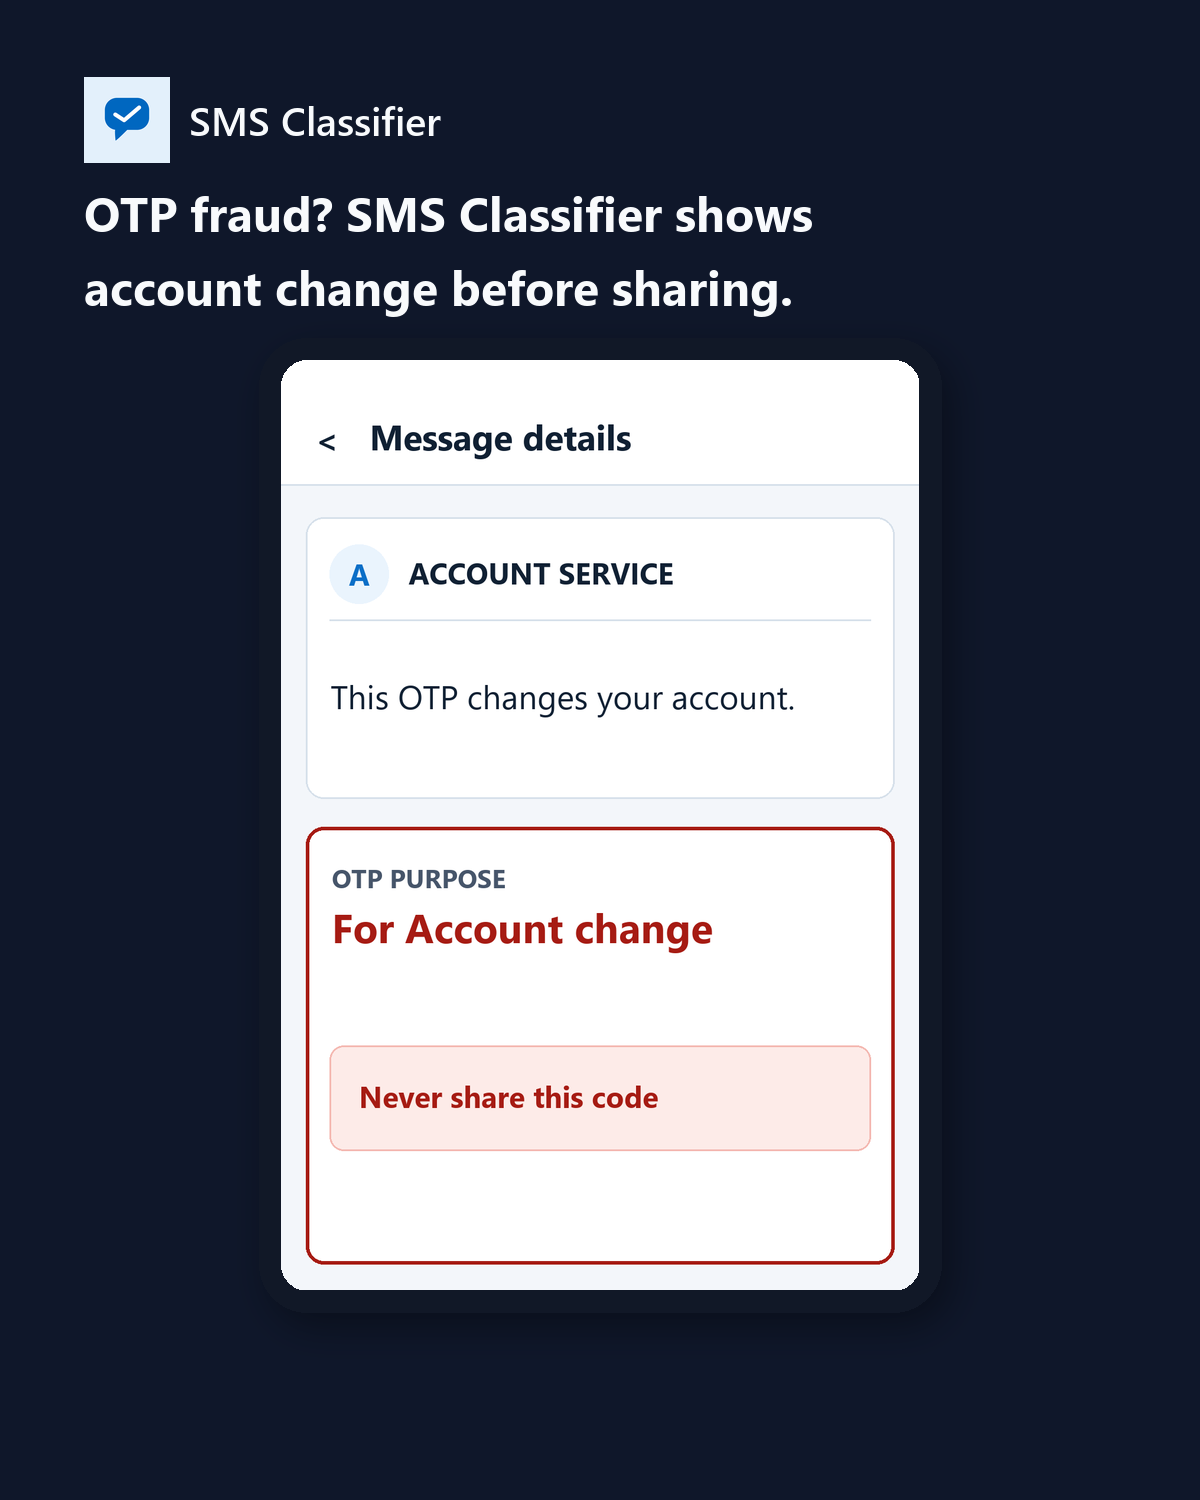 SMS Classifier
OTP fraud? SMS Classifier shows
account change before sharing.
< Message details
A ACCOUNT SERVICE
This OTP changes your account.
OTP PURPOSE
For Account change
Never share this code